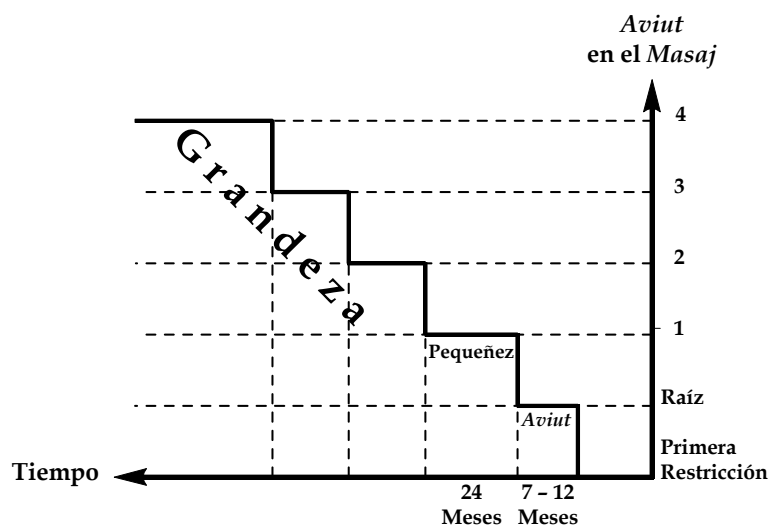 Aviut
en el Masaj
4
Grandeza
3
2
1
Pequeñez
Raíz
Aviut
Primera
Restricción
Tiempo
24
Meses
7 – 12
Meses